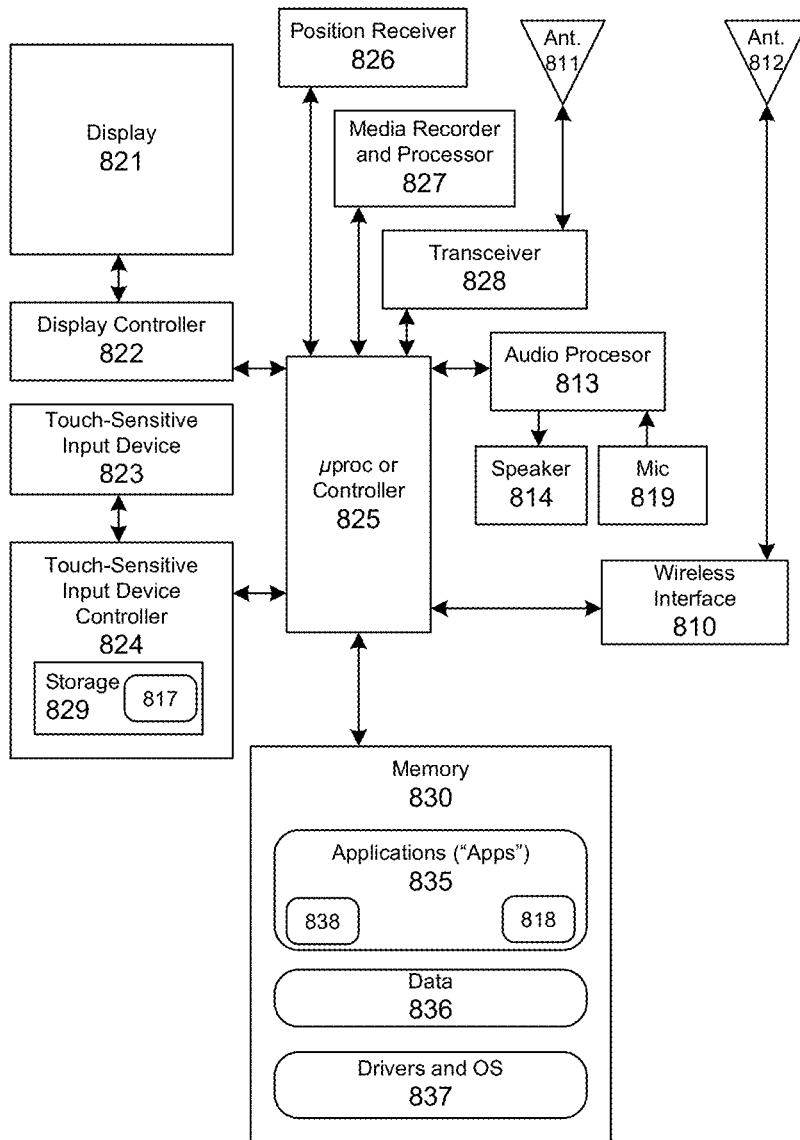 Position Receiver
826
Ant.
811
Ant.
812
Display
821
Media Recorder
and Processor
827
Transceiver
828
Display Controller
822
Audio Procesor
813
Touch-Sensitive
Input Device
823
Speaker
814
Mic
819
µproc or
Controller
825
Touch-Sensitive
Input Device
Controller
824
Storage
829
817
Wireless
Interface
810
Memory
830
Applications (“Apps”)
835
838
818
Data
836
Drivers and OS
837